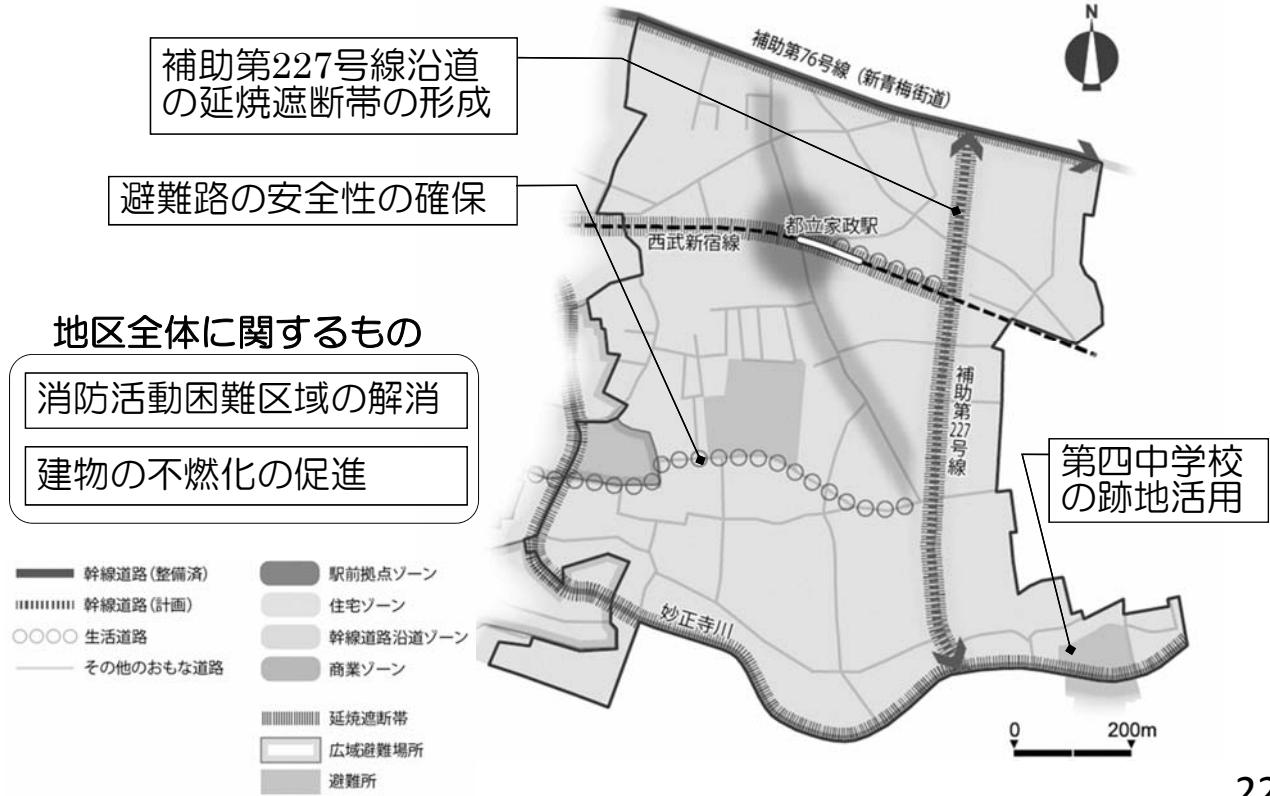 補助第227号線沿道
の延焼遮断帯の形成
避難路の安全性の確保
地区全体に関するもの
消防活動困難区域の解消
建物の不燃化の促進
補助第76号線(新青梅街道)
N
都立家政駅
西武新宿線
補助第227号線
第四中学校
の跡地活用
妙正寺川
0 200m
幹線道路(整備済)
幹線道路(計画)
生活道路
その他のおもな道路
駅前拠点ゾーン
住宅ゾーン
幹線道路沿道ゾーン
商業ゾーン
延焼遮断帯
広域避難場所
避難所
22